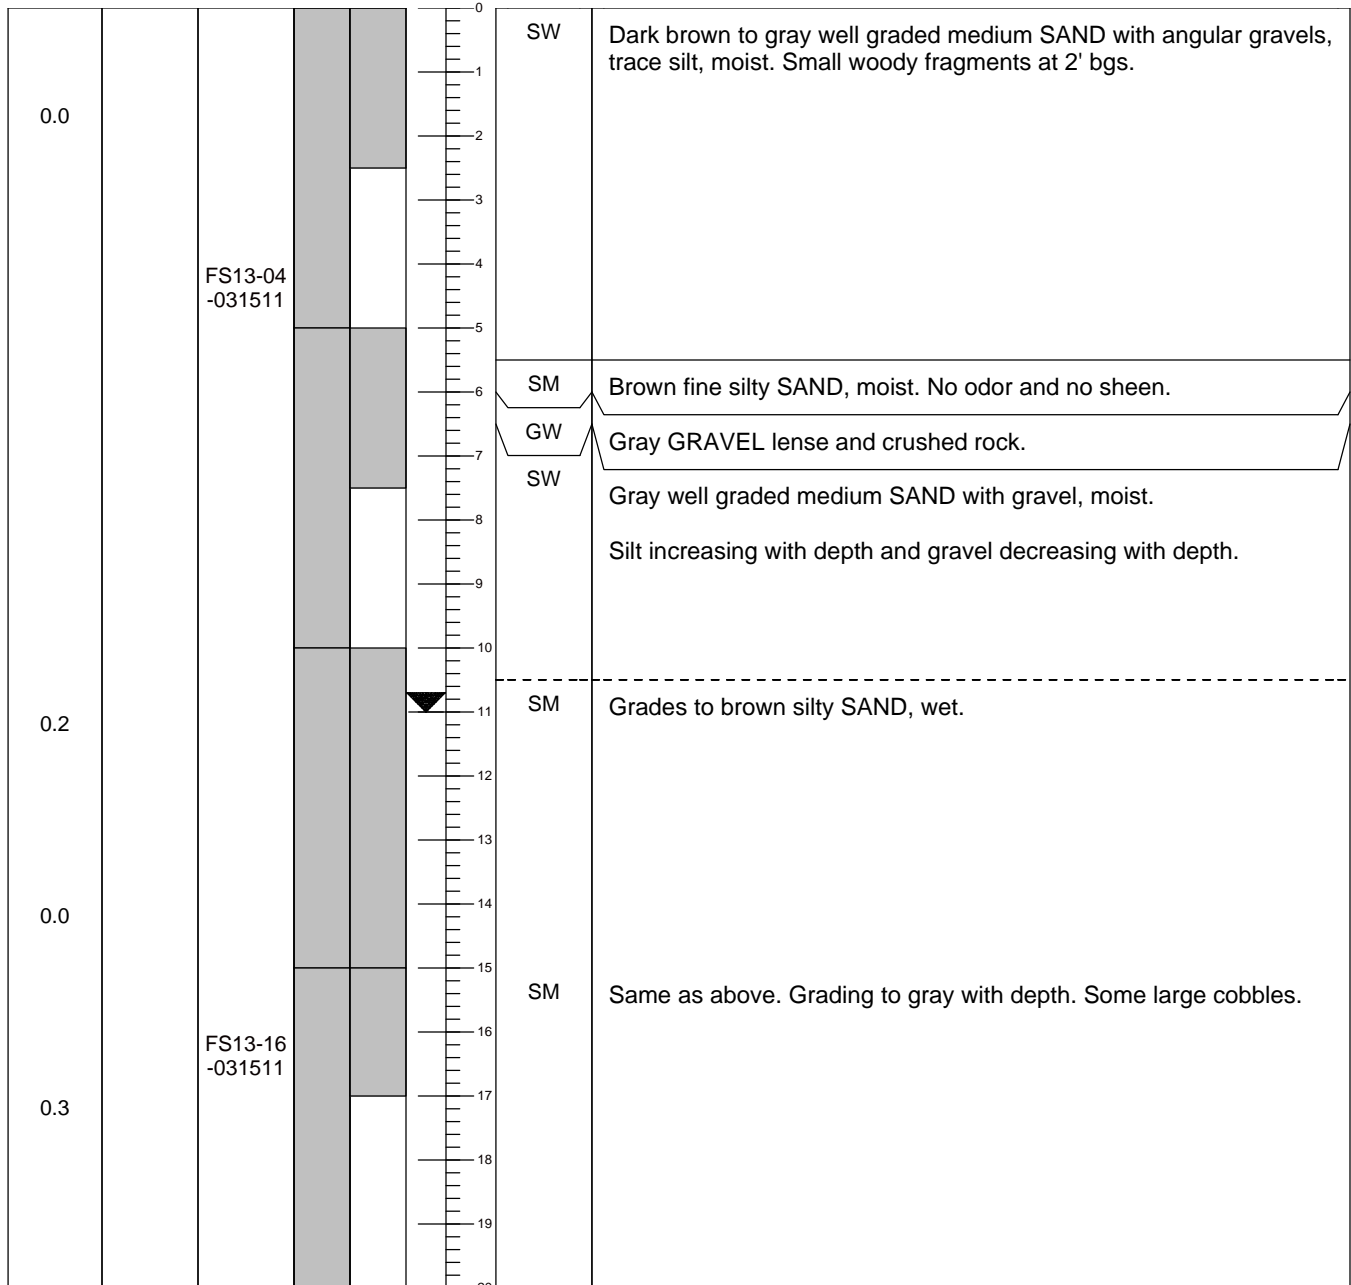 0
SW
Dark brown to gray well graded medium SAND with angular gravels,
trace silt, moist. Small woody fragments at 2' bgs.
1
0.0
2
3
4
FS13-04
-031511
5
SM
Brown fine silty SAND, moist. No odor and no sheen.
6
GW
Gray GRAVEL lense and crushed rock.
7
SW
Gray well graded medium SAND with gravel, moist.
8
Silt increasing with depth and gravel decreasing with depth.
9
10
SM
Grades to brown silty SAND, wet.
11
0.2
12
13
14
0.0
15
SM
Same as above. Grading to gray with depth. Some large cobbles.
16
FS13-16
-031511
17
0.3
18
19